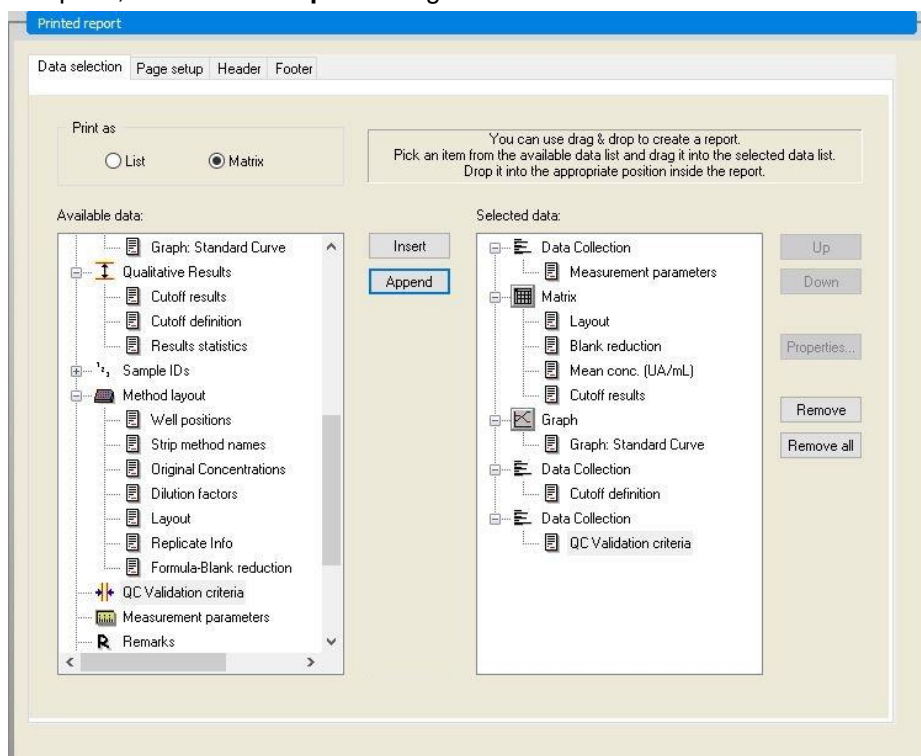 Printed report
Data selection Page setup Header Footer
Print as
List Matrix
You can use drag & drop to create a report.
Pick an item from the available data list and drag it into the selected data list.
Drop it into the appropriate position inside the report.
Available data:
Graph: Standard Curve
Qualitative Results
Cutoff results
Cutoff definition
Results statistics
Sample IDs
Method layout
Well positions
Strip method names
Original Concentrations
Dilution factors
Layout
Replicate Info
Formula-Blank reduction
QC Validation criteria
Measurement parameters
Remarks
Insert
Append
Selected data:
Data Collection
Measurement parameters
Matrix
Layout
Blank reduction
Mean conc. (UA/mL)
Cutoff results
Graph
Graph: Standard Curve
Data Collection
Cutoff definition
Data Collection
QC Validation criteria
Up
Down
Properties...
Remove
Remove all